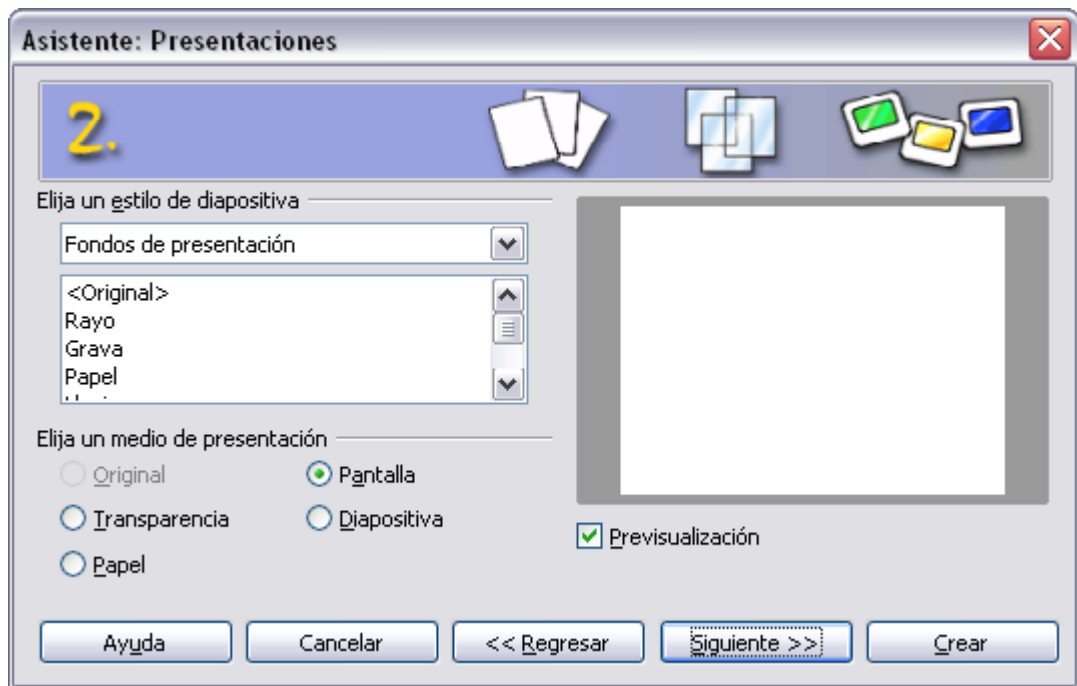 Asistente: Presentaciones
2.
Elija un estilo de diapositiva
Fondos de presentación
<Original>
Rayo
Grava
Papel
Elija un medio de presentación
Original
Pantalla
Transparencia
Diapositiva
Papel
Previsualización
Ayuda
Cancelar
<< Regresar
Siguiente >>
Crear